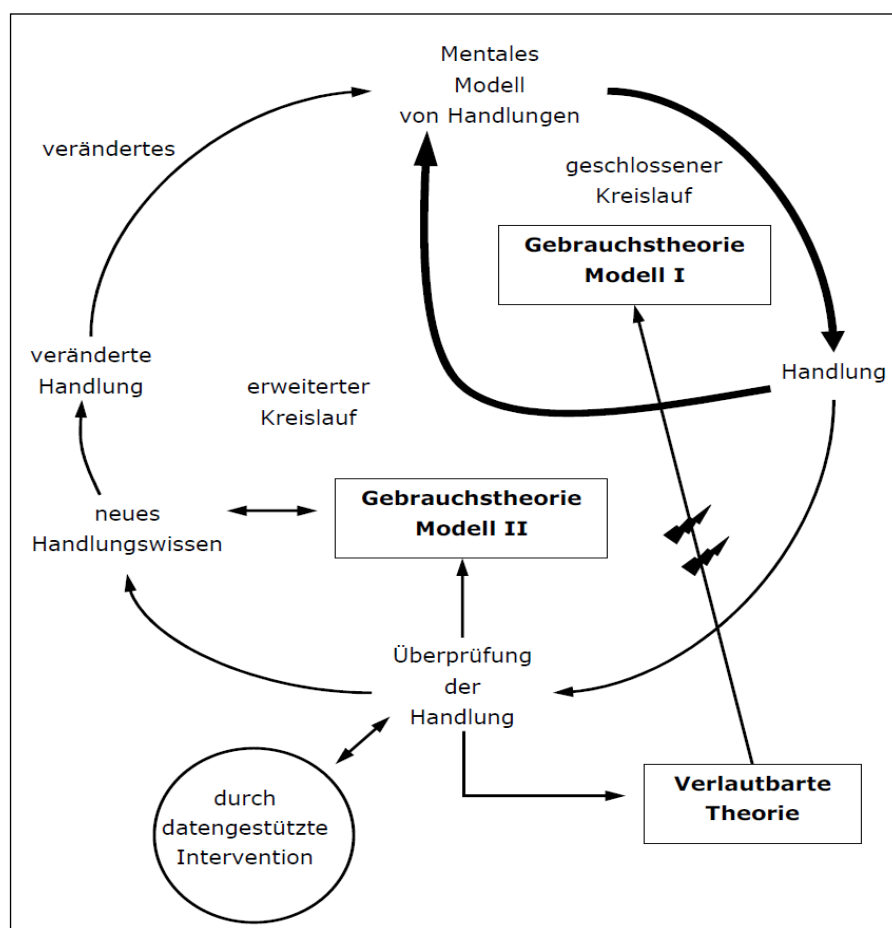 Mentales
Modell
von Handlungen
verändertes
geschlossener
Kreislauf
Gebrauchstheorie
Modell I
veränderte
Handlung
erweiterter
Kreislauf
Handlung
neues
Handlungswissen
Gebrauchstheorie
Modell II
Überprüfung
der
Handlung
durch
datengestützte
Intervention
Verlautbarte
Theorie